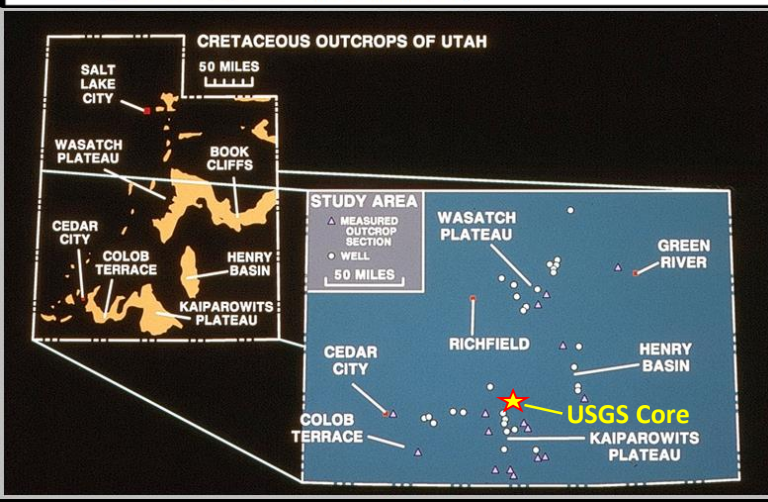 CRETACEOUS OUTCROPS OF UTAH
50 MILES
SALT
LAKE
CITY
WASATCH
PLATEAU
BOOK
CLIFFS
CEDAR
CITY
COLOB
TERRACE
HENRY
BASIN
KAIPAROWITS
PLATEAU
STUDY AREA
MEASURED
OUTCROP
SECTION
WELL
50 MILES
WASATCH
PLATEAU
GREEN
RIVER
RICHFIELD
CEDAR
CITY
HENRY
BASIN
USGS Core
COLOB
TERRACE
KAIPAROWITS
PLATEAU